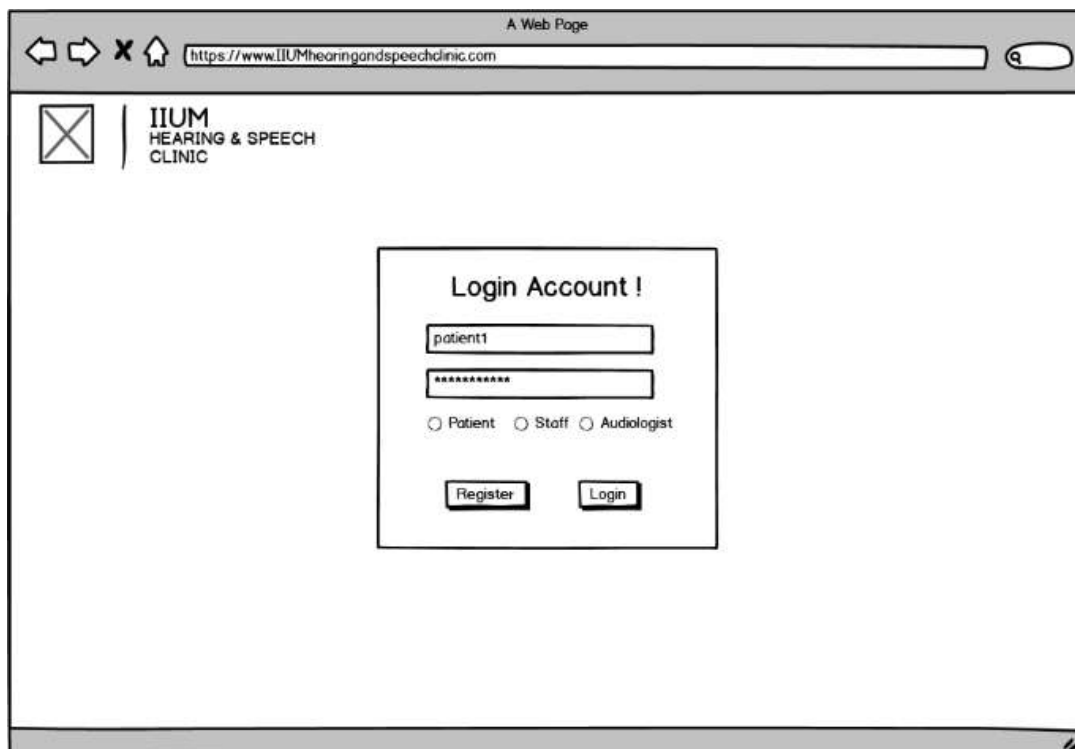 A Web Page
https://www.IIUMhearingandspeechclinic.com
IIUM
HEARING & SPEECH
CLINIC
Login Account !
patient1
***********
Patient Staff Audiologist
Register Login